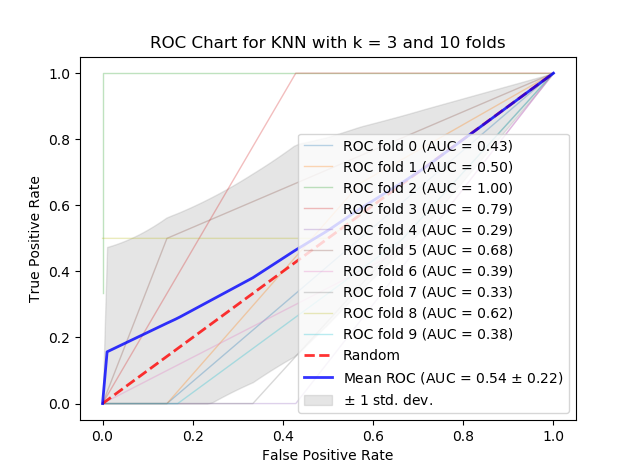 ROC Chart for KNN with k = 3 and 10 folds
True Positive Rate
1.0
0.8
0.6
0.4
0.2
0.0
ROC fold 0 (AUC = 0.43)
ROC fold 1 (AUC = 0.50)
ROC fold 2 (AUC = 1.00)
ROC fold 3 (AUC = 0.79)
ROC fold 4 (AUC = 0.29)
ROC fold 5 (AUC = 0.68)
ROC fold 6 (AUC = 0.39)
ROC fold 7 (AUC = 0.33)
ROC fold 8 (AUC = 0.62)
ROC fold 9 (AUC = 0.38)
Random
Mean ROC (AUC = 0.54 ± 0.22)
± 1 std. dev.
0.0 0.2 0.4 0.6 0.8 1.0
False Positive Rate